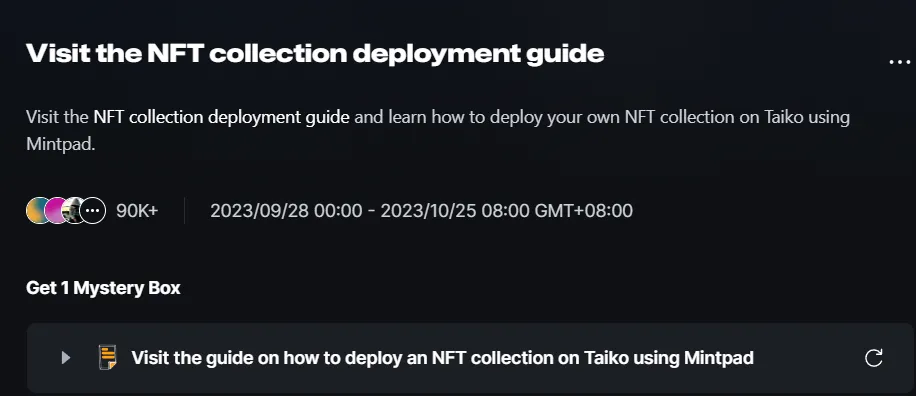 Visit the NFT collection deployment guide
Visit the NFT collection deployment guide and learn how to deploy your own NFT collection on Taiko using
Mintpad.
90K+ 2023/09/28 00:00 - 2023/10/25 08:00 GMT+08:00
Get 1 Mystery Box
Visit the guide on how to deploy an NFT collection on Taiko using Mintpad